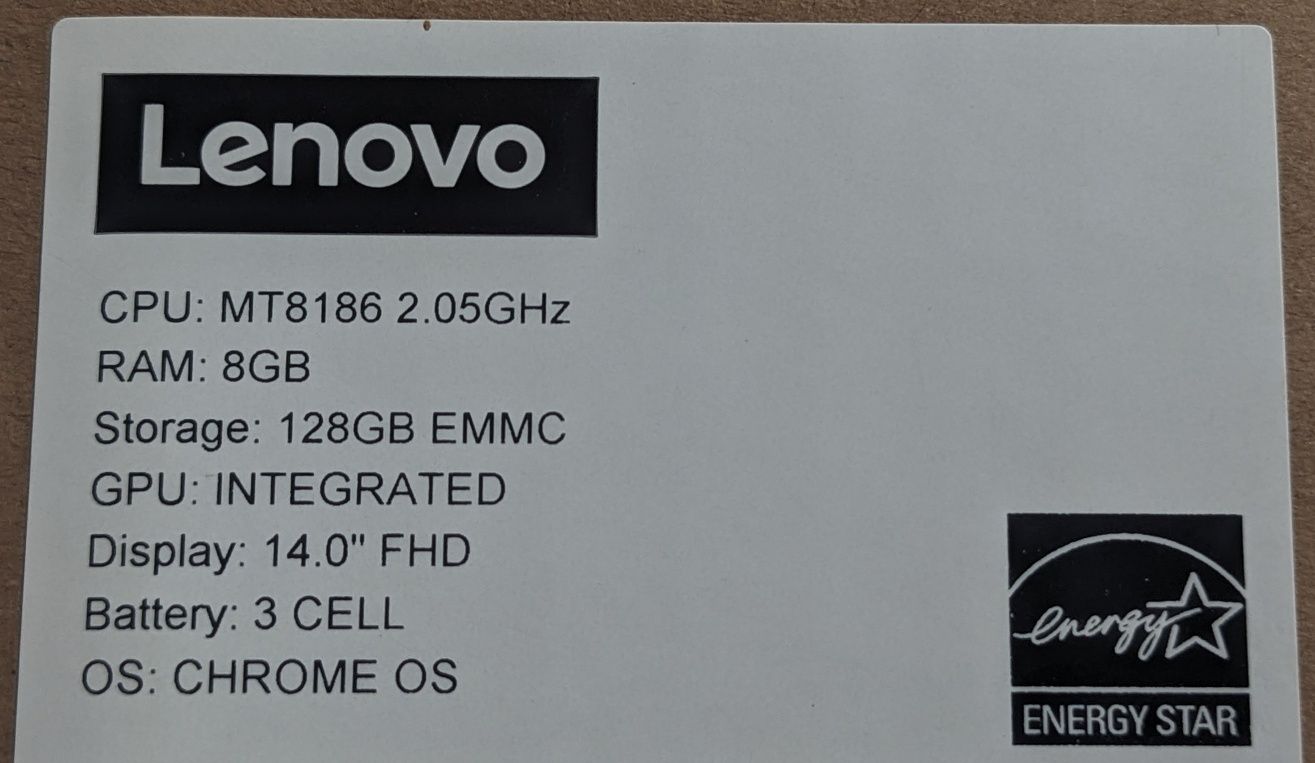 Lenovo
CPU: MT8186 2.05GHz
RAM: 8GB
Storage: 128GB EMMC
GPU: INTEGRATED
Display: 14.0" FHD
Battery: 3 CELL
OS: CHROME OS
energy
ENERGY STAR